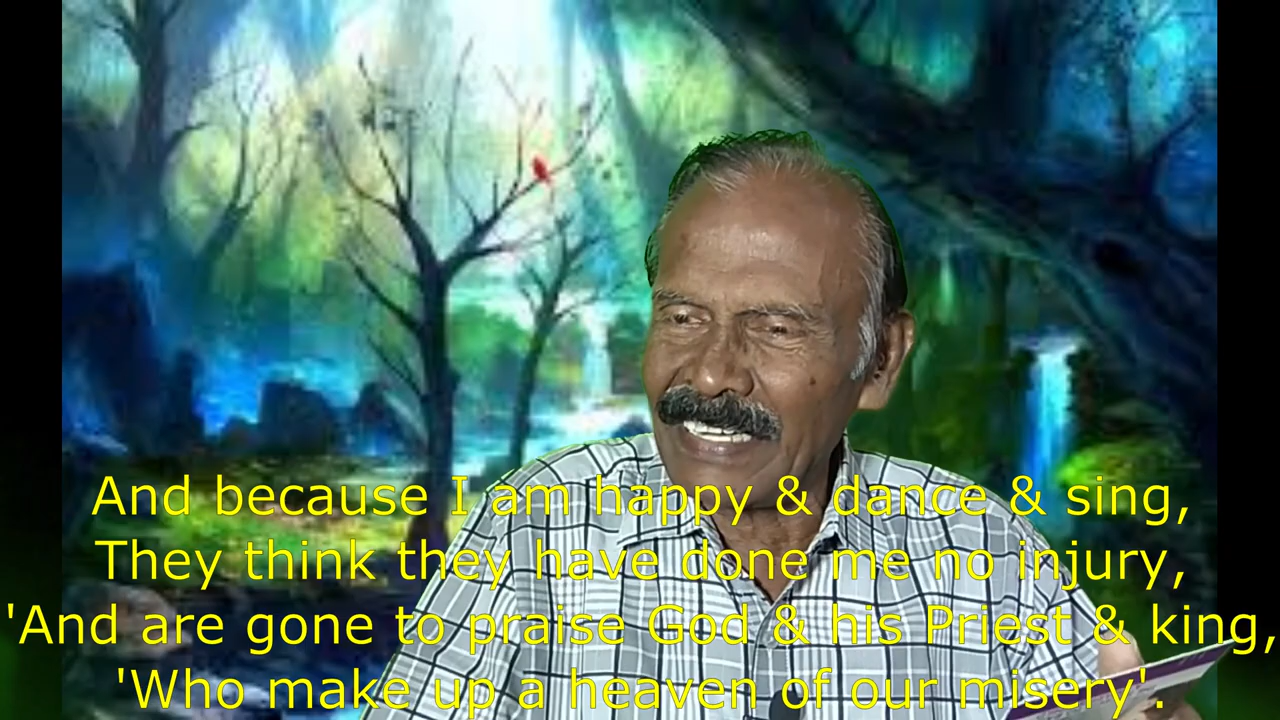 And because I am happy & dance & sing,
They think they have done me no injury,
'And are gone to praise God & his Priest & king,
'Who make up a heaven of our misery'.